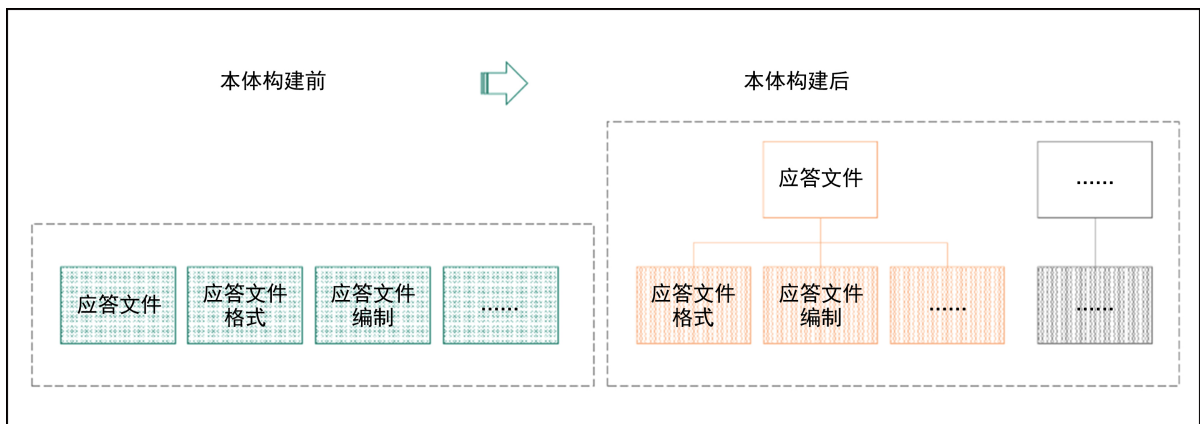 本体构建前
本体构建后
应答文件
......
应答文件
应答文件
格式
应答文件
编制
......
应答文件
格式
应答文件
编制
......
......